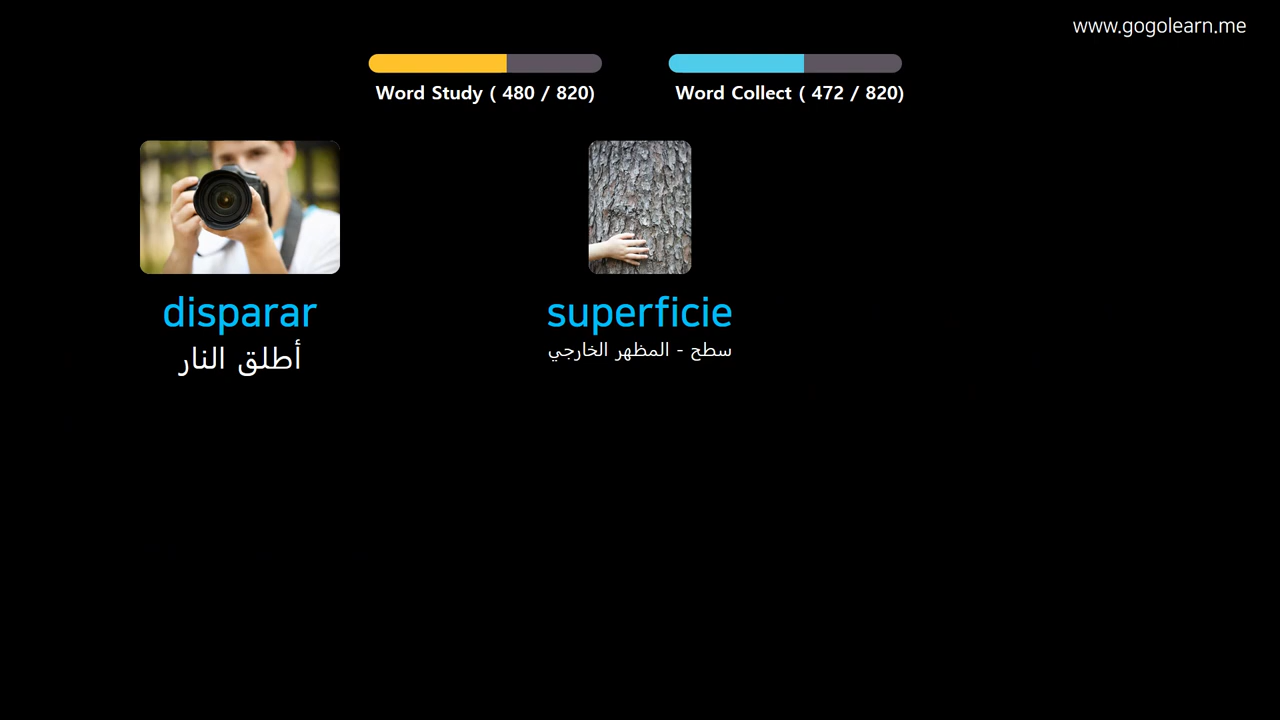 www.gogolearn.me
Word Study ( 480 / 820)
Word Collect ( 472 / 820)
disparar
أطلق النار
superficie
سطح - المظهر الخارجي